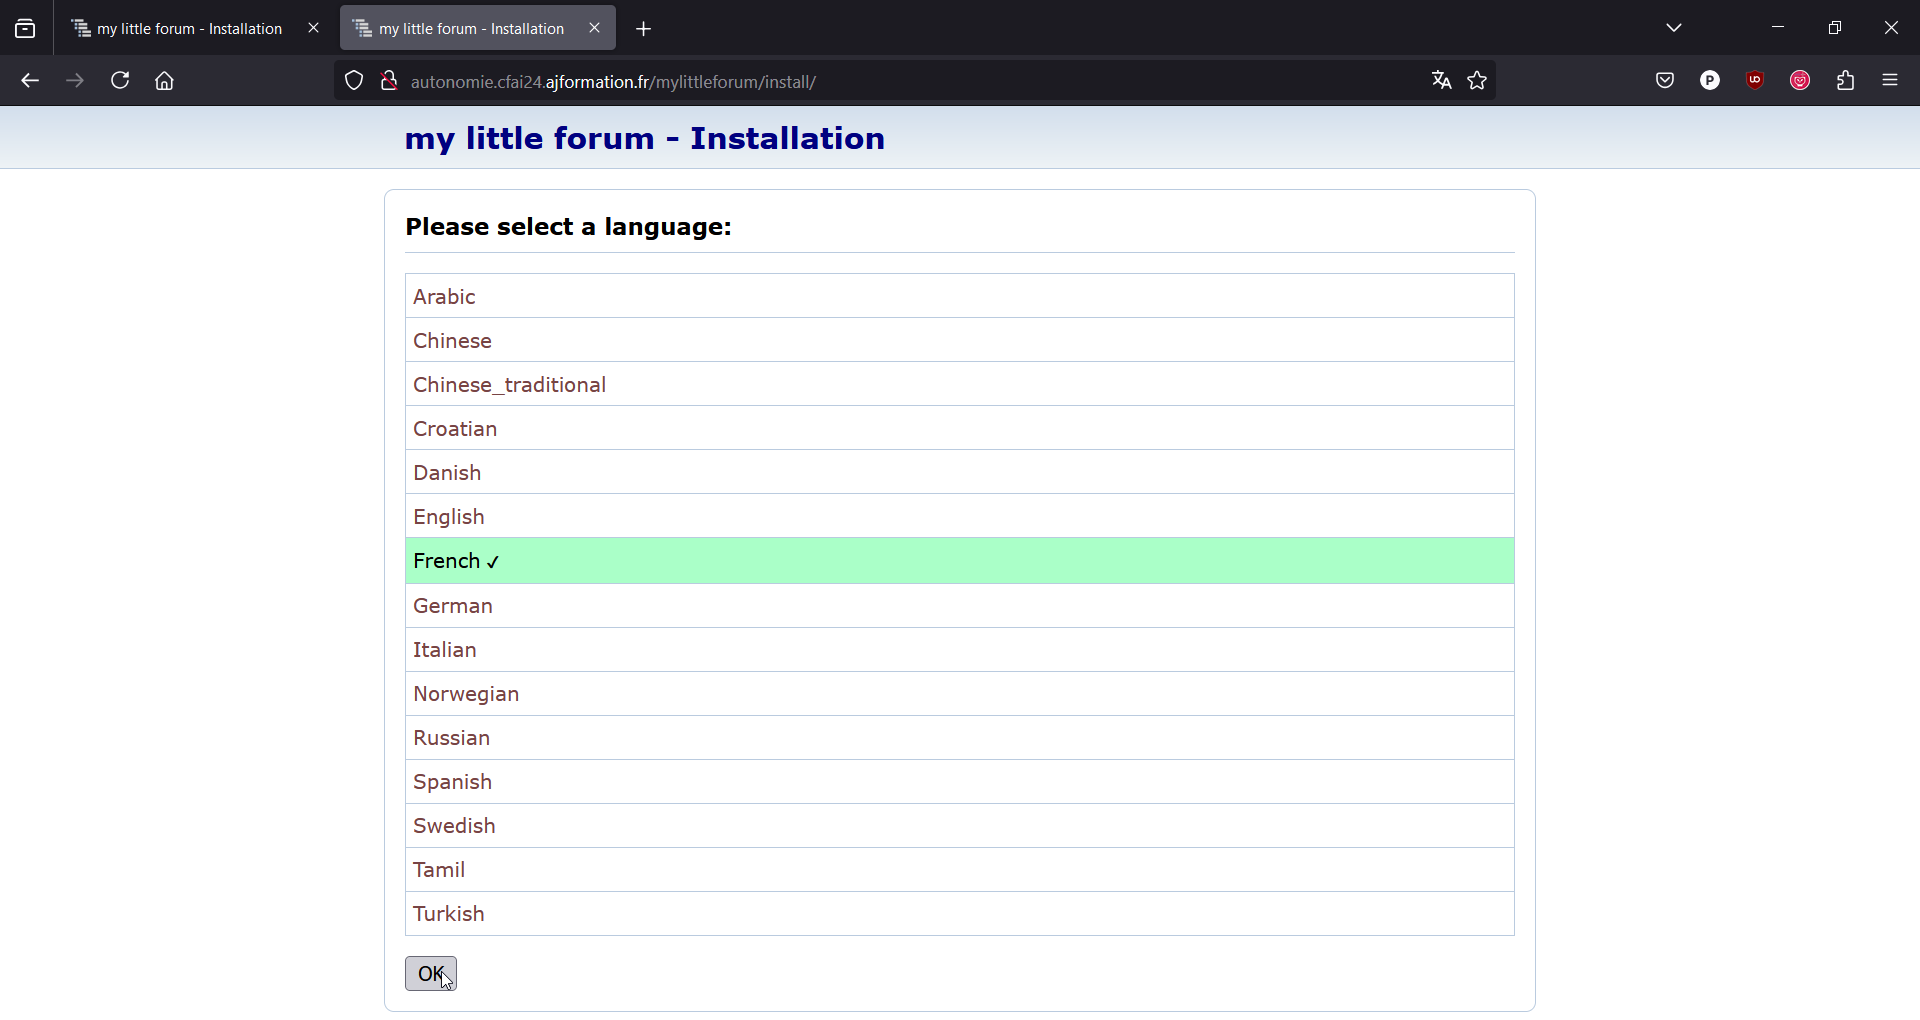 my little forum - Installation
my little forum - Installation
autonomie.cfai24.ajformation.fr/mylittleforum/install/
my little forum - Installation
Please select a language:
Arabic
Chinese
Chinese_traditional
Croatian
Danish
English
French ✓
German
Italian
Norwegian
Russian
Spanish
Swedish
Tamil
Turkish
OK